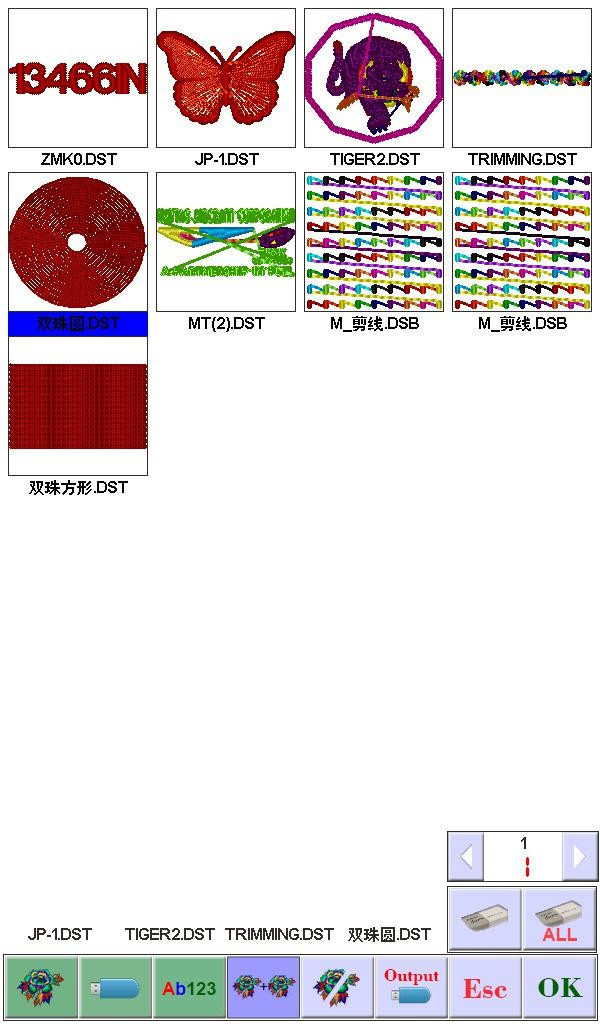 13466IN
ZMK0.DST
JP-1.DST
TIGER2.DST
TRIMMING.DST
双珠圆.DST
MT(2).DST
M_剪线.DSB
M_剪线.DSB
双珠方形.DST
1
ALL
JP-1.DST TIGER2.DST TRIMMING.DST 双珠圆.DST
Ab123
+
Output
Esc
OK